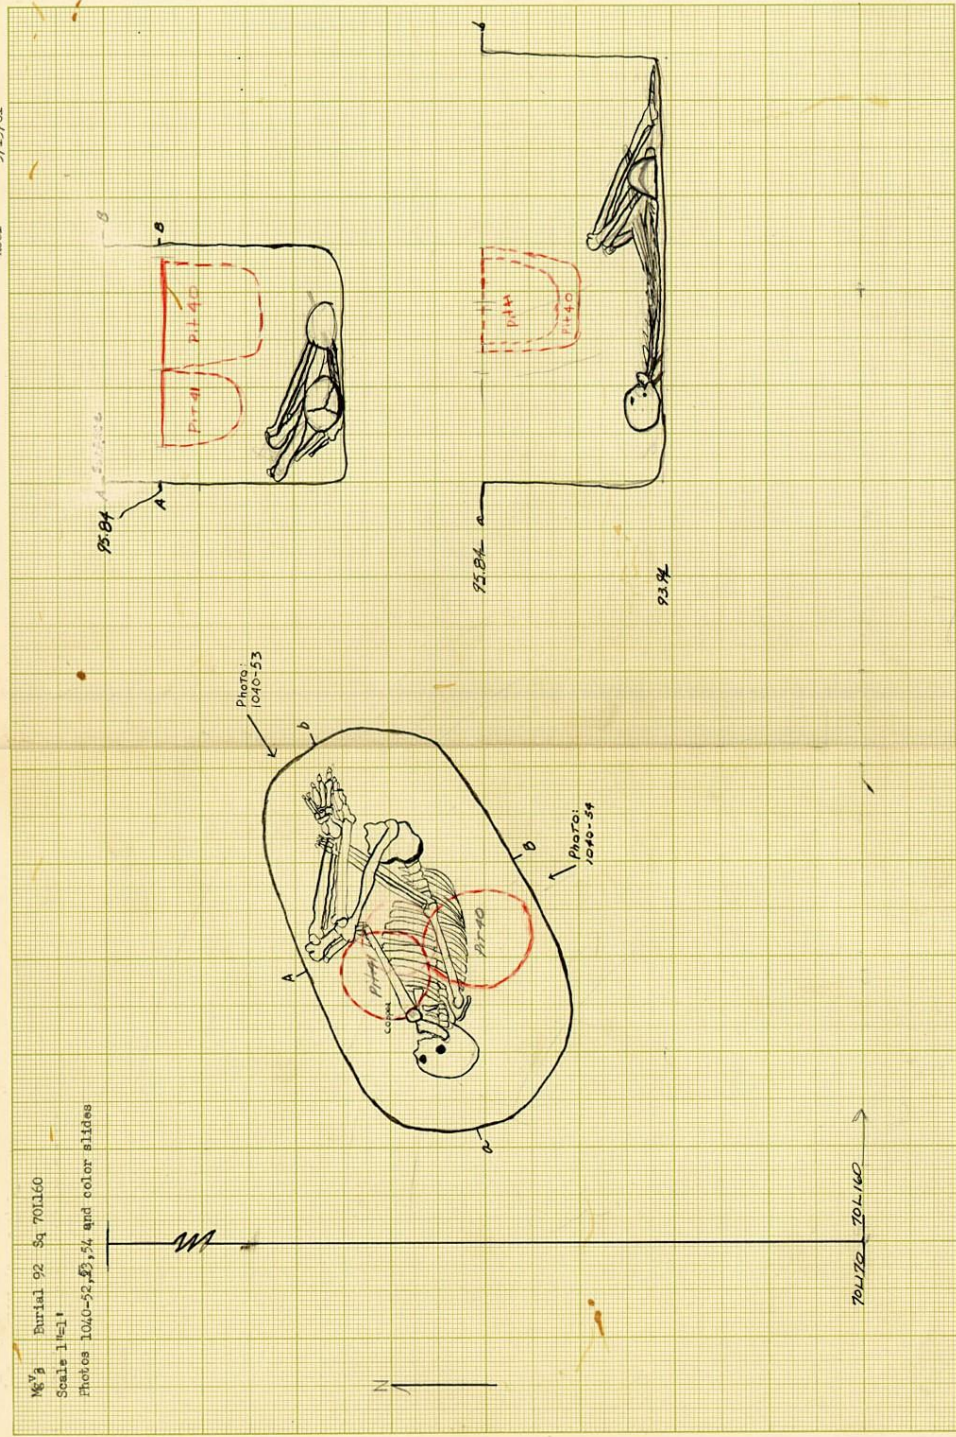 Mgv3 Burial 92 Sq 70L160
Scale 1"=1'
Photos 1040-52,53,54 and color slides
N
70L170 70L160
a
A
B
b
Copper
Pit 41
Pit 40
Photo:
1040-53
Photo:
1040-54
95.84
A
B
B
Pit 41
Pit 40
95.84
a
b
Pit 41
Pit 40
93.94